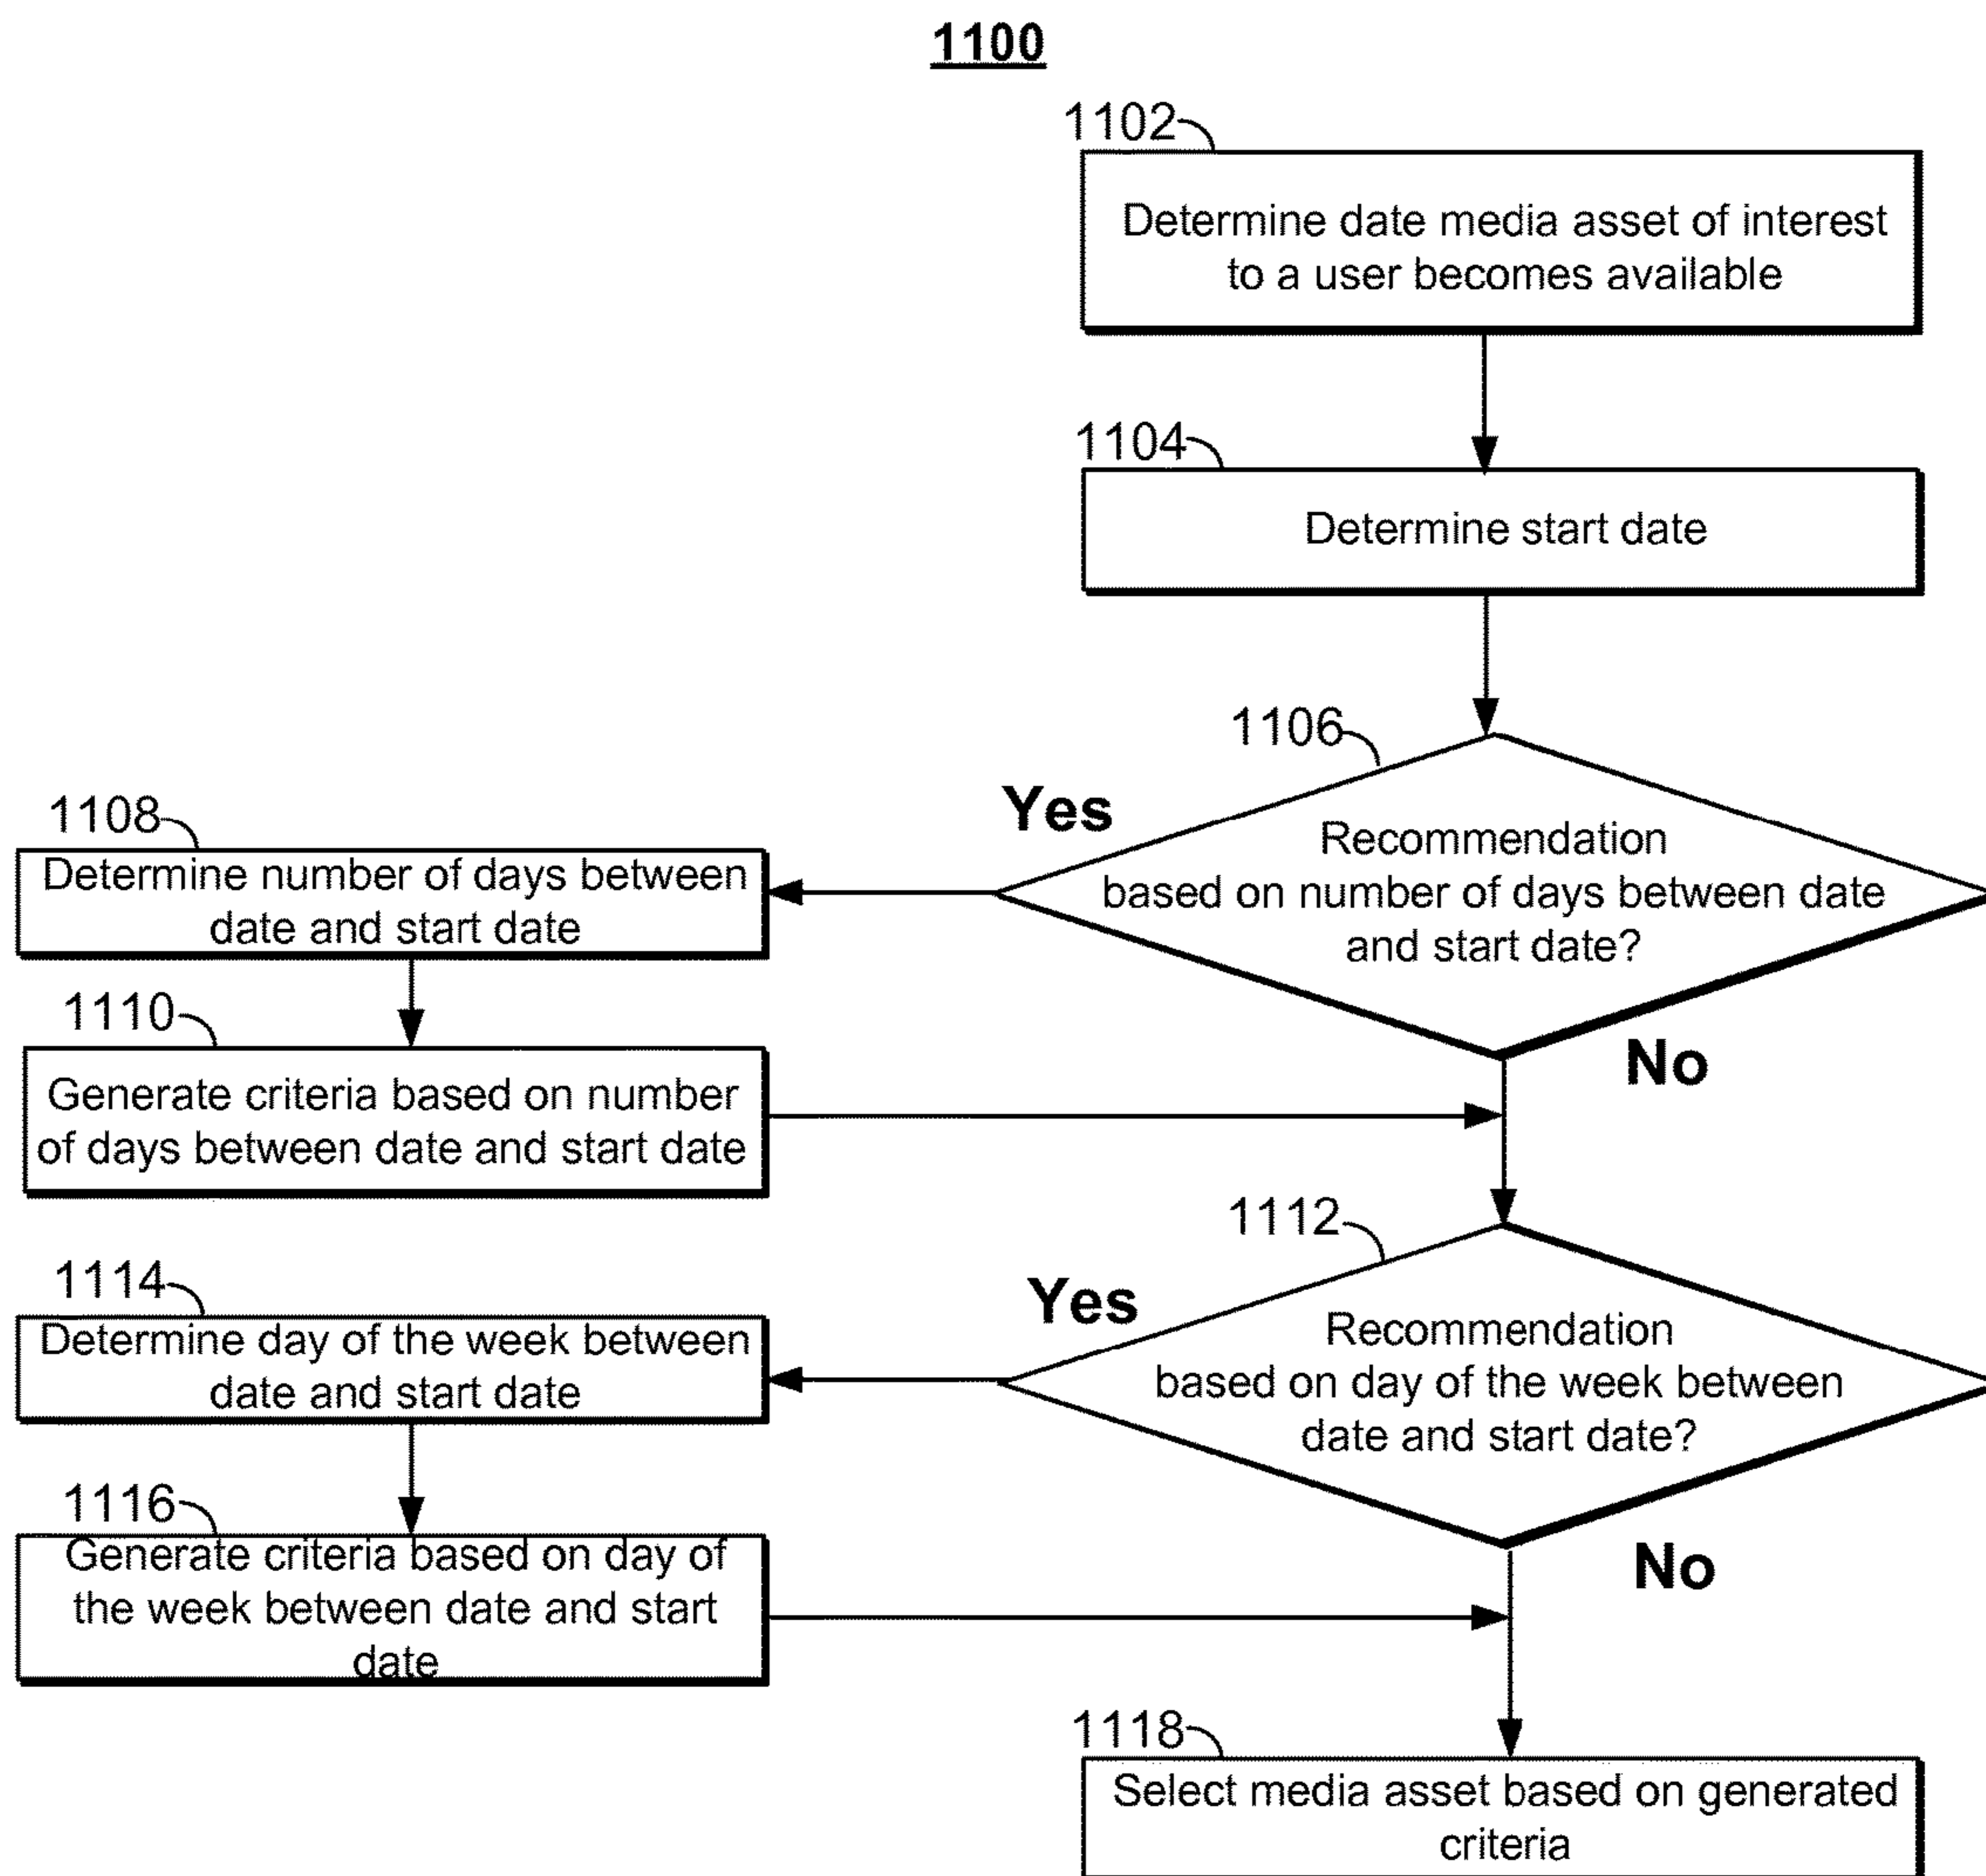 1100
1102
Determine date media asset of interest
to a user becomes available
1104
Determine start date
1106
Yes
Recommendation
based on number of days between date
and start date?
No
1108
Determine number of days between
date and start date
1110
Generate criteria based on number
of days between date and start date
1112
Yes
Recommendation
based on day of the week between
date and start date?
No
1114
Determine day of the week between
date and start date
1116
Generate criteria based on day of
the week between date and start
date
1118
Select media asset based on generated
criteria